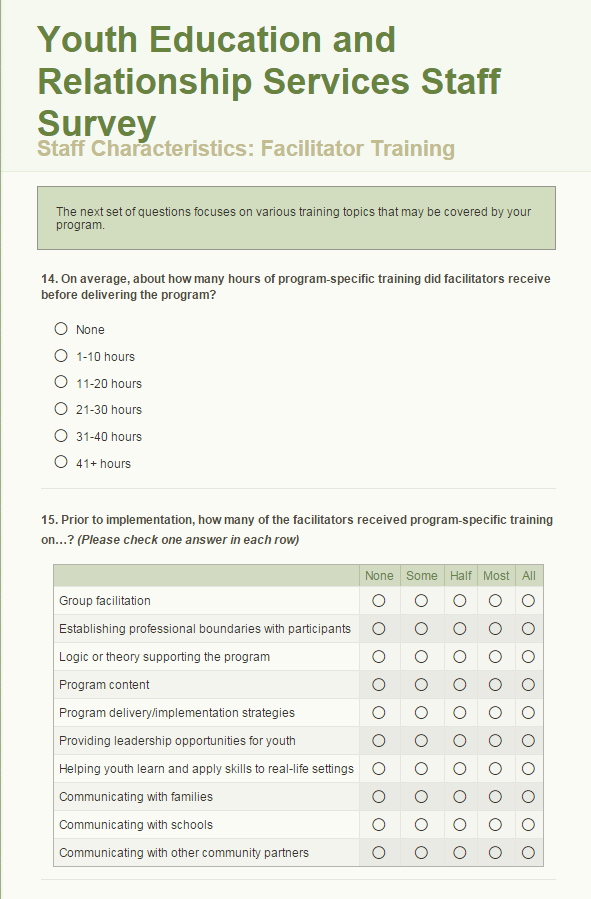 Youth Education and
Relationship Services Staff
Survey
Staff Characteristics: Facilitator Training
The next set of questions focuses on various training topics that may be covered by your
program.
14. On average, about how many hours of program-specific training did facilitators receive
before delivering the program?
None
1-10 hours
11-20 hours
21-30 hours
31-40 hours
41+ hours
15. Prior to implementation, how many of the facilitators received program-specific training
on…? (Please check one answer in each row)
None Some Half Most All
Group facilitation
Establishing professional boundaries with participants
Logic or theory supporting the program
Program content
Program delivery/implementation strategies
Providing leadership opportunities for youth
Helping youth learn and apply skills to real-life settings
Communicating with families
Communicating with schools
Communicating with other community partners